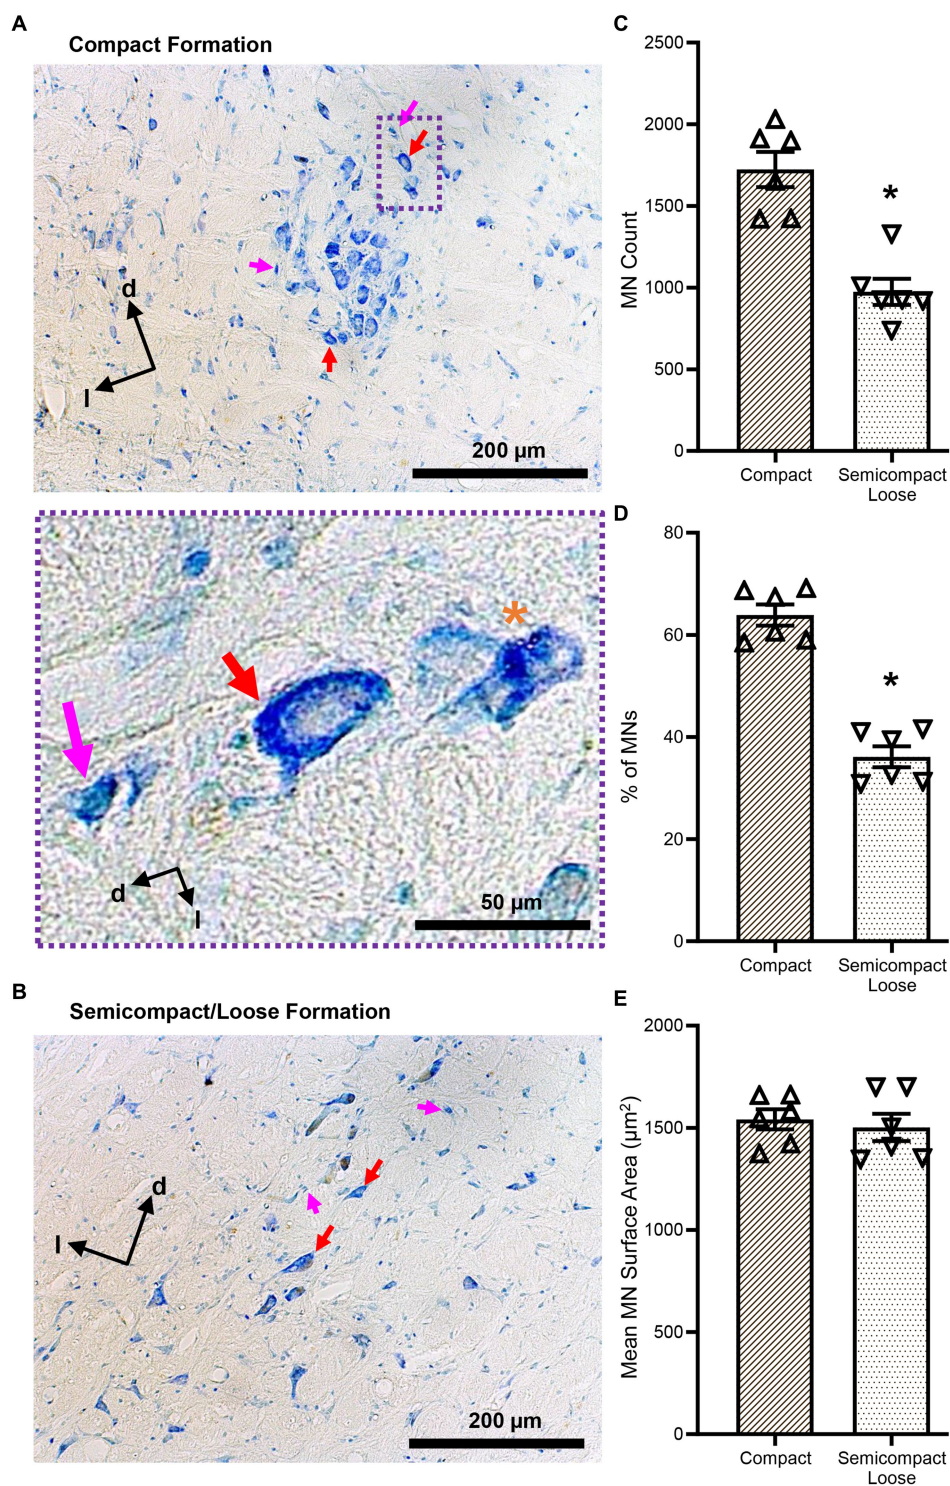 A
Compact Formation
d
l
200 µm
*
d
l
50 µm
B
Semicompact/Loose Formation
d
l
200 µm
C
MN Count
2500
2000
1500
1000
500
0
*
Compact
Semicompact
Loose
D
% of MNs
80
60
40
20
0
*
Compact
Semicompact
Loose
E
Mean MN Surface Area (µm²)
2000
1500
1000
500
0
Compact
Semicompact
Loose